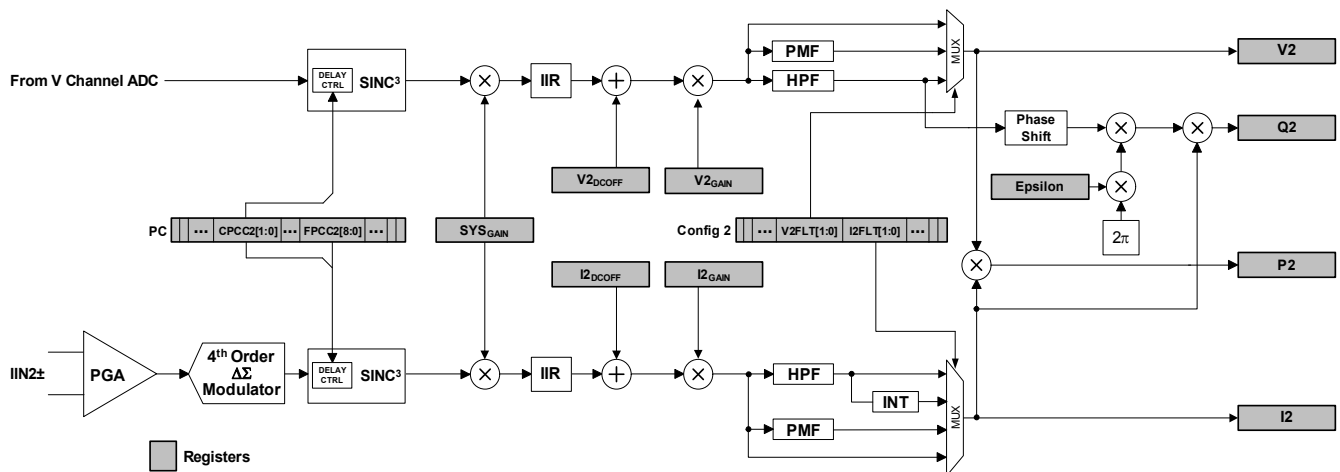 From V Channel ADC
DELAY
CTRL
SINC³
×
IIR
+
×
PMF
HPF
MUX
V2
Phase
Shift
×
×
Q2
V2DCOFF
V2GAIN
Epsilon
×
2π
PC
...
CPCC2[1:0]
...
FPCC2[8:0]
...
SYSGAIN
Config 2
...
V2FLT[1:0]
I2FLT[1:0]
...
I2DCOFF
I2GAIN
×
P2
IIN2±
PGA
4th Order
ΔΣ
Modulator
DELAY
CTRL
SINC³
×
IIR
+
×
HPF
INT
PMF
MUX
I2
Registers